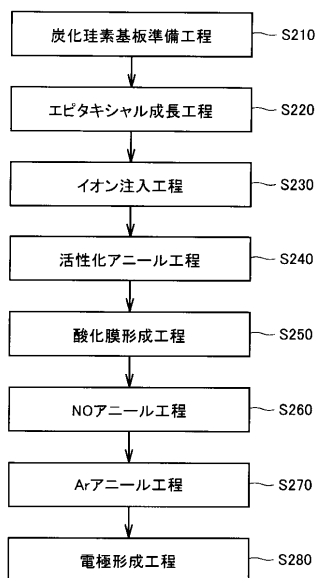 炭化珪素基板準備工程 S210
エピタキシャル成長工程 S220
イオン注入工程 S230
活性化アニール工程 S240
酸化膜形成工程 S250
NOアニール工程 S260
Arアニール工程 S270
電極形成工程 S280